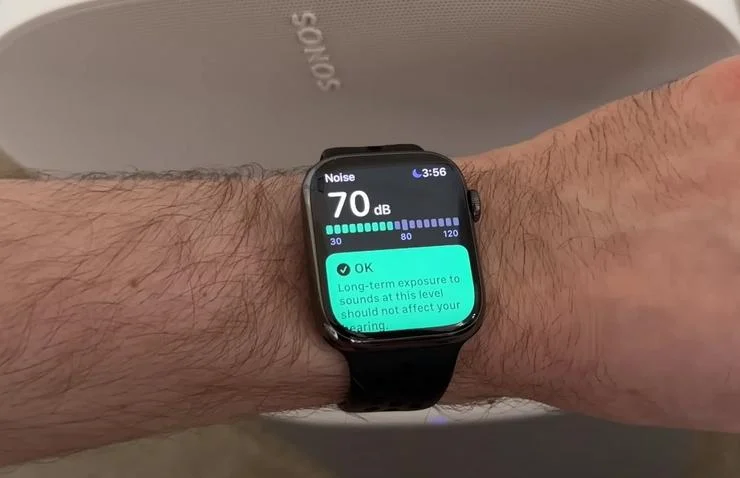 SONOS
Noise 3:56
70 dB
30 80 120
OK
Long-term exposure to
sounds at this level
should not affect your
hearing.